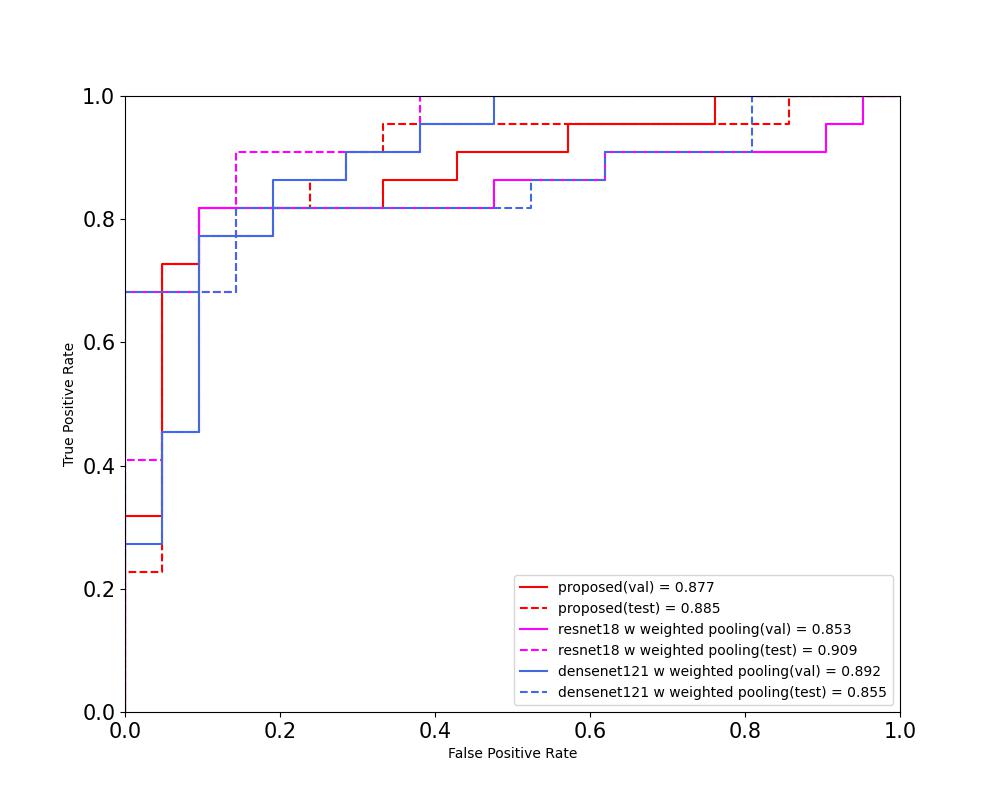 1.0
0.8
0.6
0.4
0.2
0.0
True Positive Rate
proposed(val) = 0.877
proposed(test) = 0.885
resnet18 w weighted pooling(val) = 0.853
resnet18 w weighted pooling(test) = 0.909
densenet121 w weighted pooling(val) = 0.892
densenet121 w weighted pooling(test) = 0.855
0.0 0.2 0.4 0.6 0.8 1.0
False Positive Rate